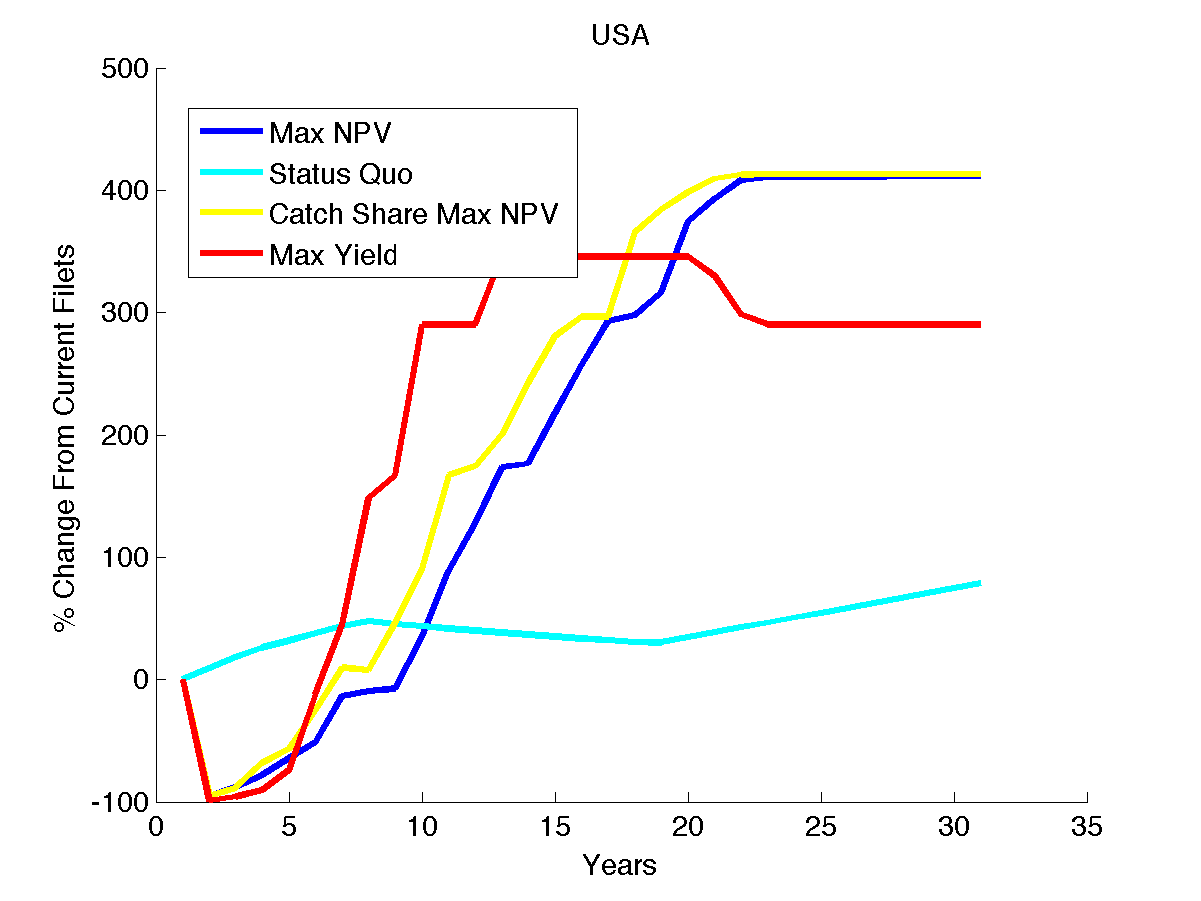 USA
500
400
300
200
100
0
-100
% Change From Current Filets
Max NPV
Status Quo
Catch Share Max NPV
Max Yield
0 5 10 15 20 25 30 35
Years